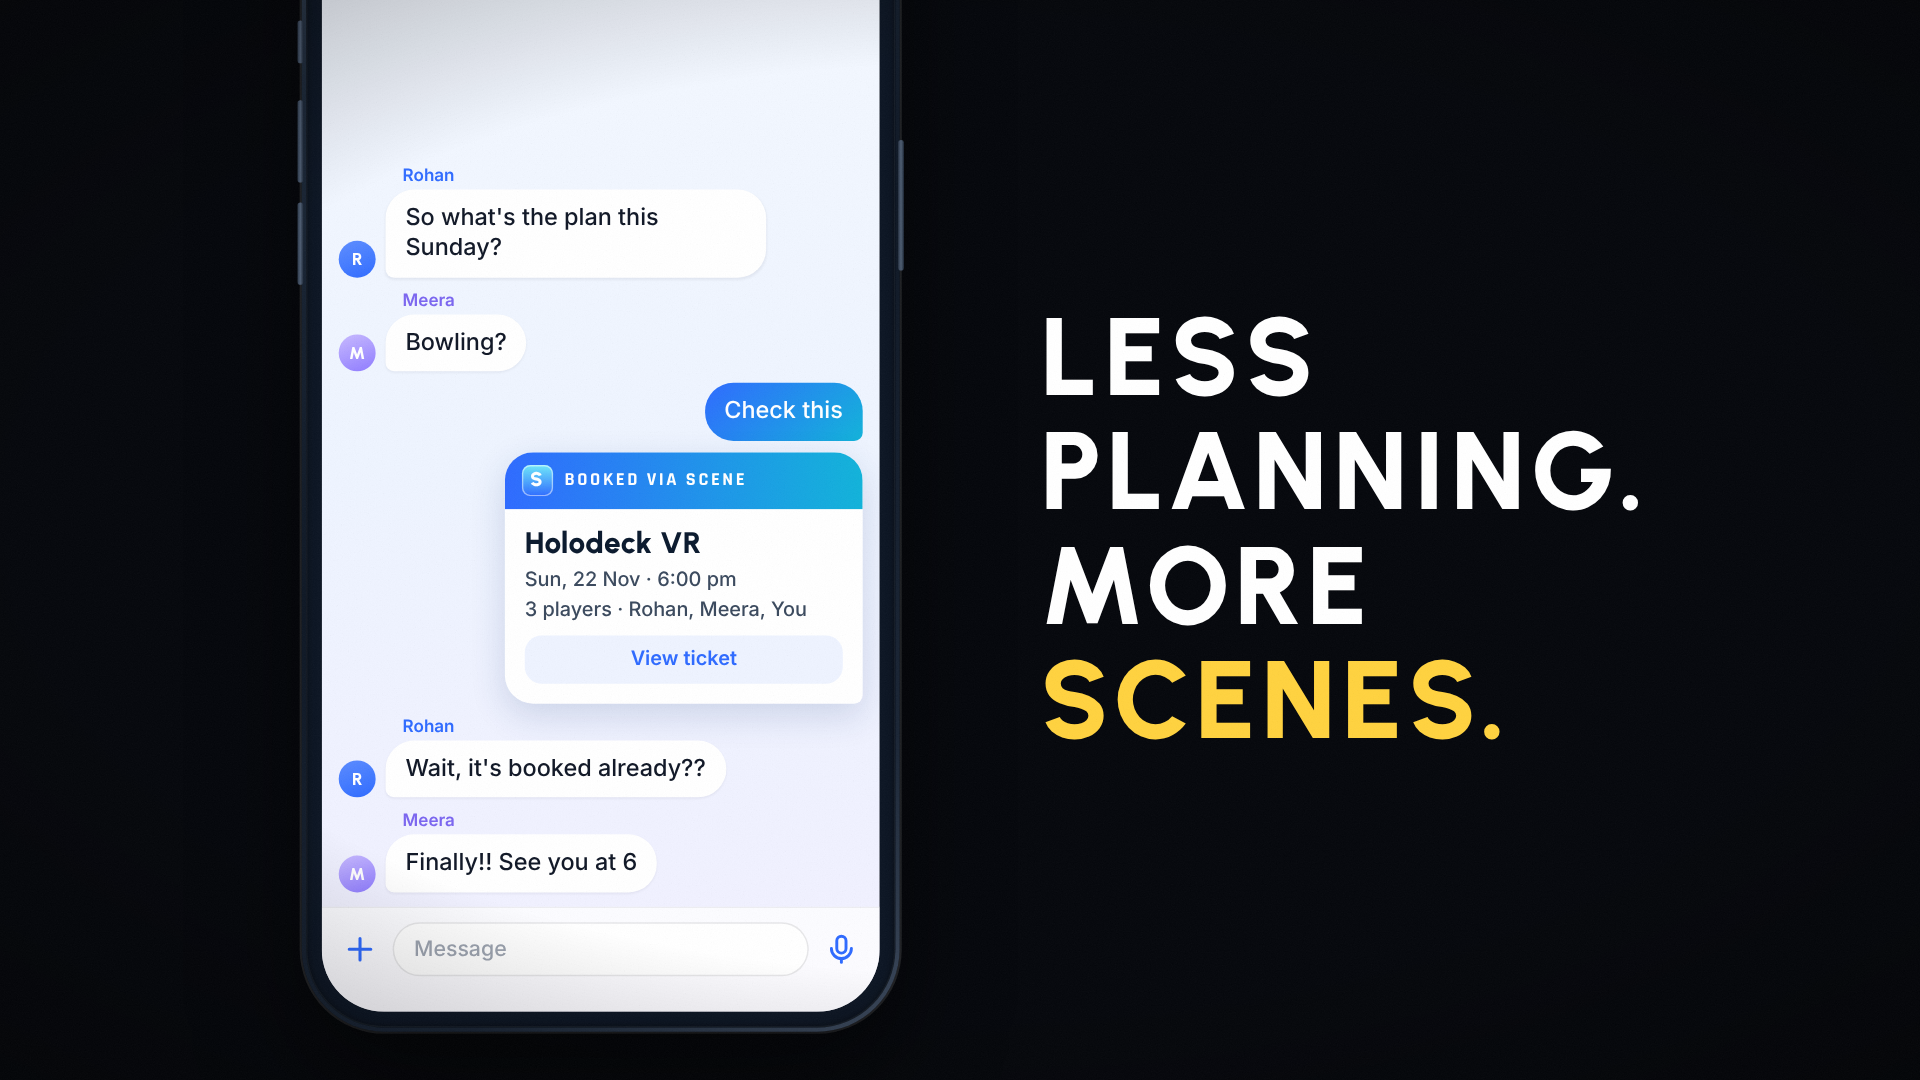 Rohan
So what's the plan this
Sunday?
R
Meera
Bowling?
M
Check this
S BOOKED VIA SCENE
Holodeck VR
Sun, 22 Nov · 6:00 pm
3 players · Rohan, Meera, You
View ticket
Rohan
Wait, it's booked already??
R
Meera
Finally!! See you at 6
M
Message
LESS
PLANNING.
MORE
SCENES.